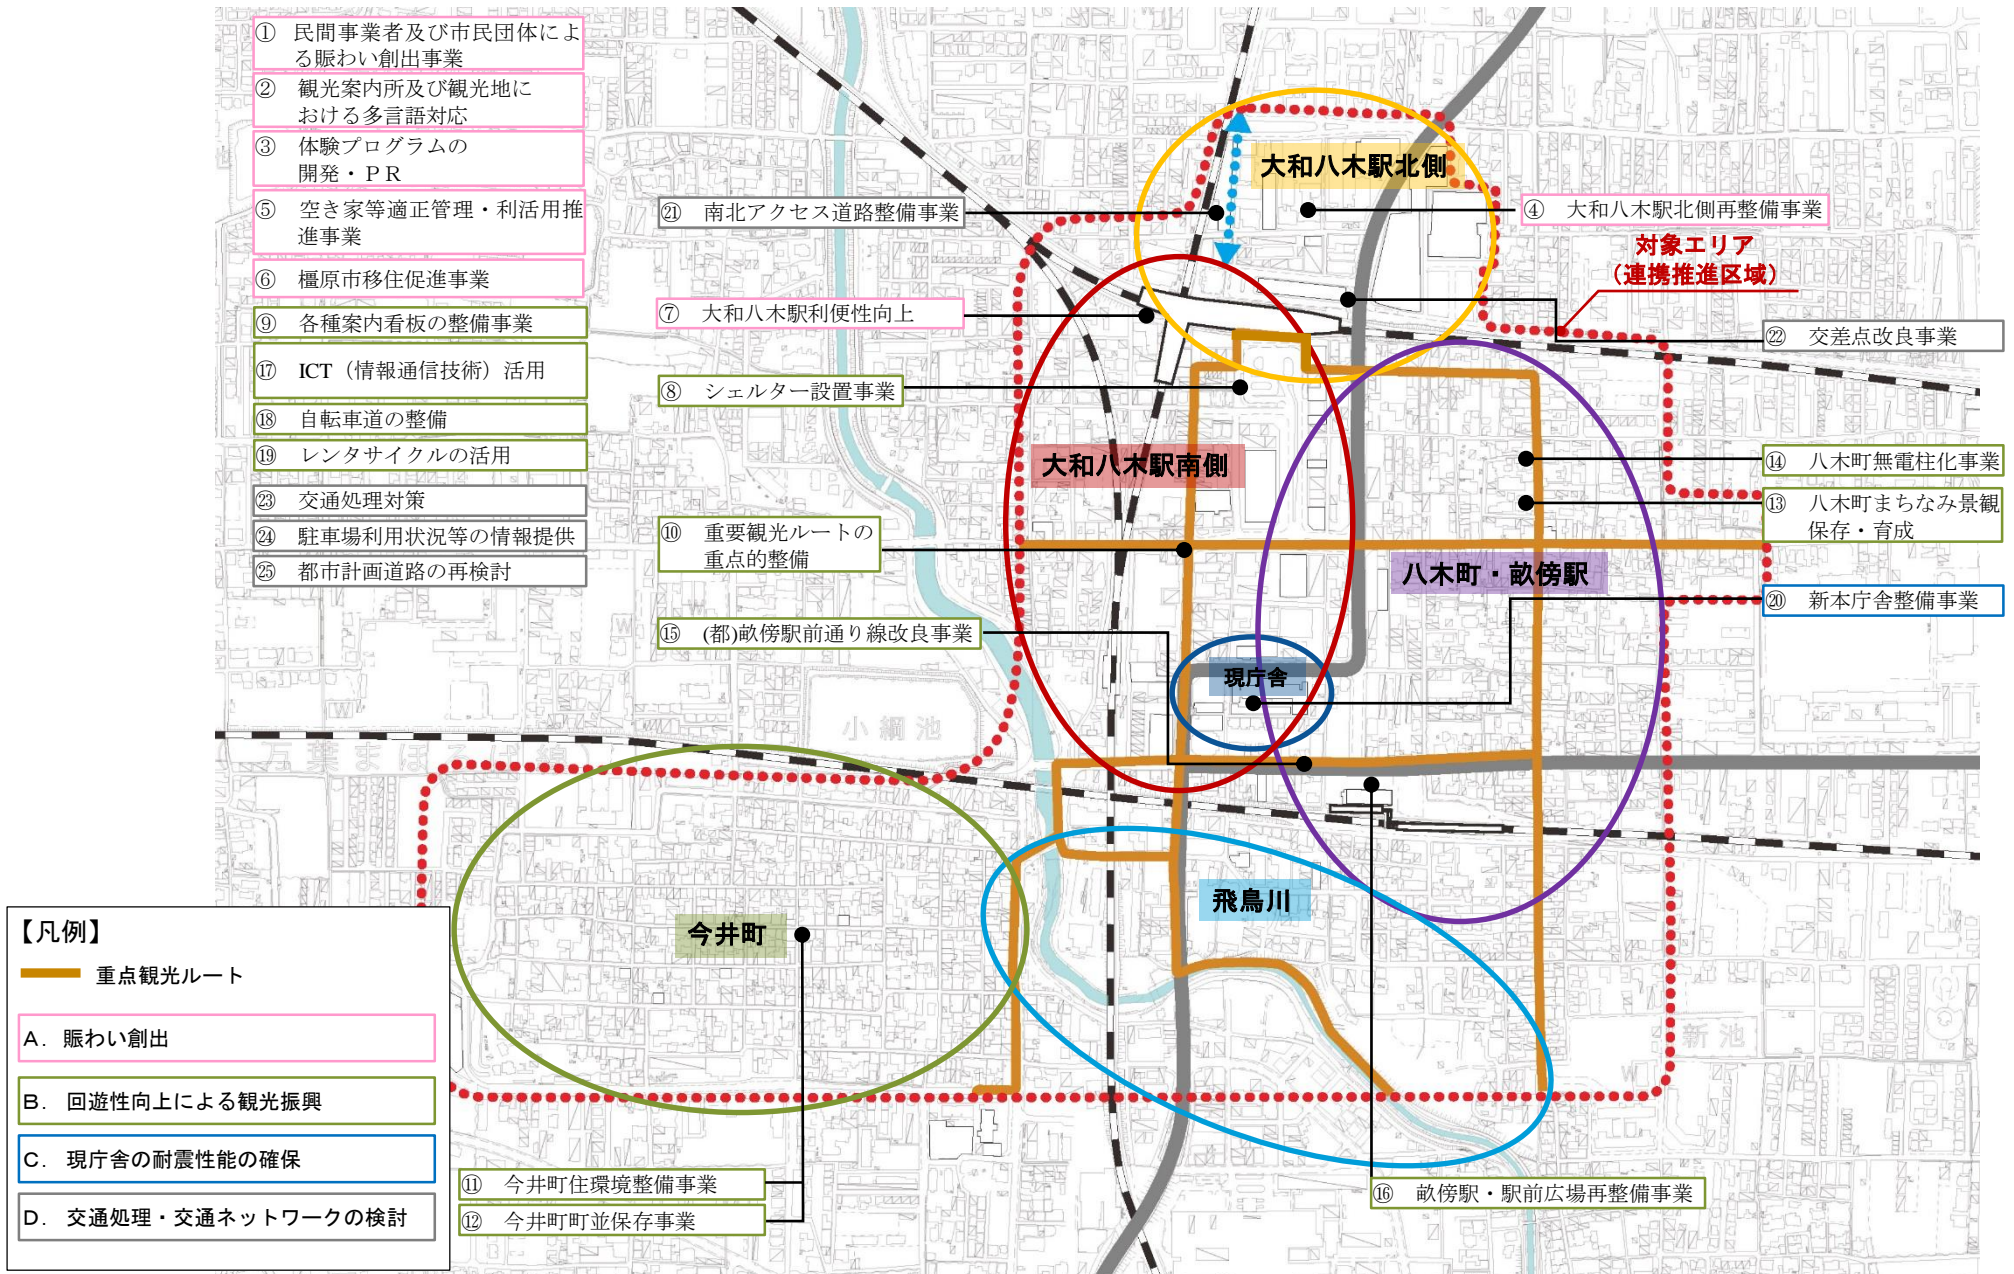 ① 民間事業者及び市民団体によ
る賑わい創出事業
② 観光案内所及び観光地に
おける多言語対応
③ 体験プログラムの
開発・ＰＲ
⑤ 空き家等適正管理・利活用推
進事業
⑥ 橿原市移住促進事業
⑨ 各種案内看板の整備事業
⑰ ICT（情報通信技術）活用
⑱ 自転車道の整備
⑲ レンタサイクルの活用
㉓ 交通処理対策
㉔ 駐車場利用状況等の情報提供
㉕ 都市計画道路の再検討
大和八木駅北側
㉑ 南北アクセス道路整備事業
④ 大和八木駅北側再整備事業
対象エリア
（連携推進区域）
⑦ 大和八木駅利便性向上
㉒ 交差点改良事業
⑧ シェルター設置事業
大和八木駅南側
⑭ 八木町無電柱化事業
⑬ 八木町まちなみ景観
保存・育成
⑩ 重要観光ルートの
重点的整備
八木町・畝傍駅
⑳ 新本庁舎整備事業
⑮ (都)畝傍駅前通り線改良事業
現庁舎
小綱池
万葉まほろば線
飛鳥川
今井町
新池
⑪ 今井町住環境整備事業
⑫ 今井町町並保存事業
⑯ 畝傍駅・駅前広場再整備事業
【凡例】
重点観光ルート
Ａ．賑わい創出
Ｂ．回遊性向上による観光振興
Ｃ．現庁舎の耐震性能の確保
Ｄ．交通処理・交通ネットワークの検討